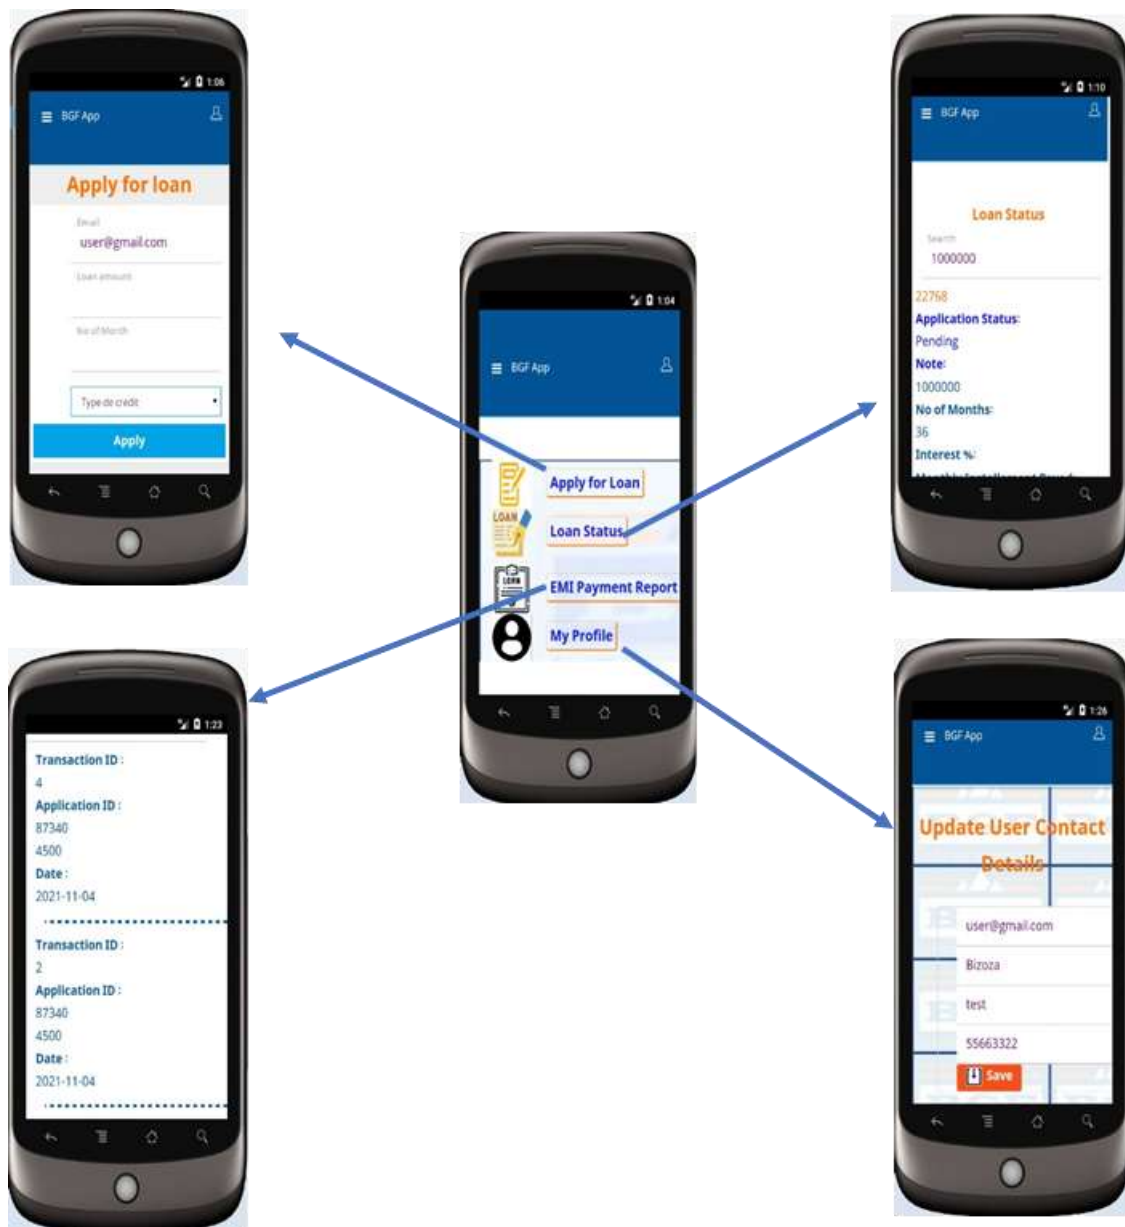 1:06
BGF App
Apply for loan
Email
user@gmail.com
Loan amount
No of Month
Type de credit
Apply
1:10
BGF App
Loan Status
Search
1000000
22768
Application Status:
Pending
Note:
1000000
No of Months:
36
Interest %:
1:04
BGF App
Apply for Loan
LOAN
Loan Status
LOAN
EMI Payment Report
My Profile
1:23
Transaction ID :
4
Application ID :
87340
4500
Date :
2021-11-04
Transaction ID :
2
Application ID :
87340
4500
Date :
2021-11-04
1:26
BGF App
Update User Contact
Details
user@gmail.com
Bizoza
test
55663322
Save